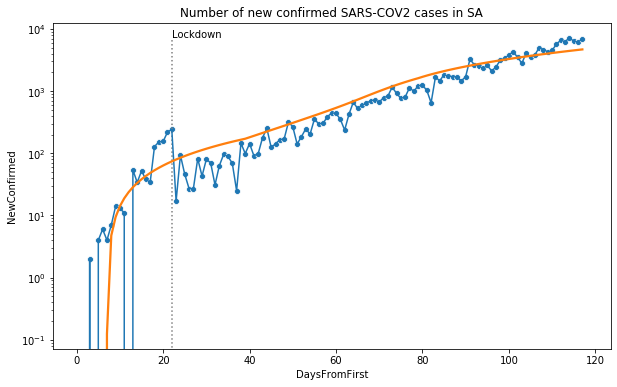 Number of new confirmed SARS-COV2 cases in SA
Lockdown
NewConfirmed
10⁴
10³
10²
10¹
10⁰
10⁻¹
0 20 40 60 80 100 120
DaysFromFirst